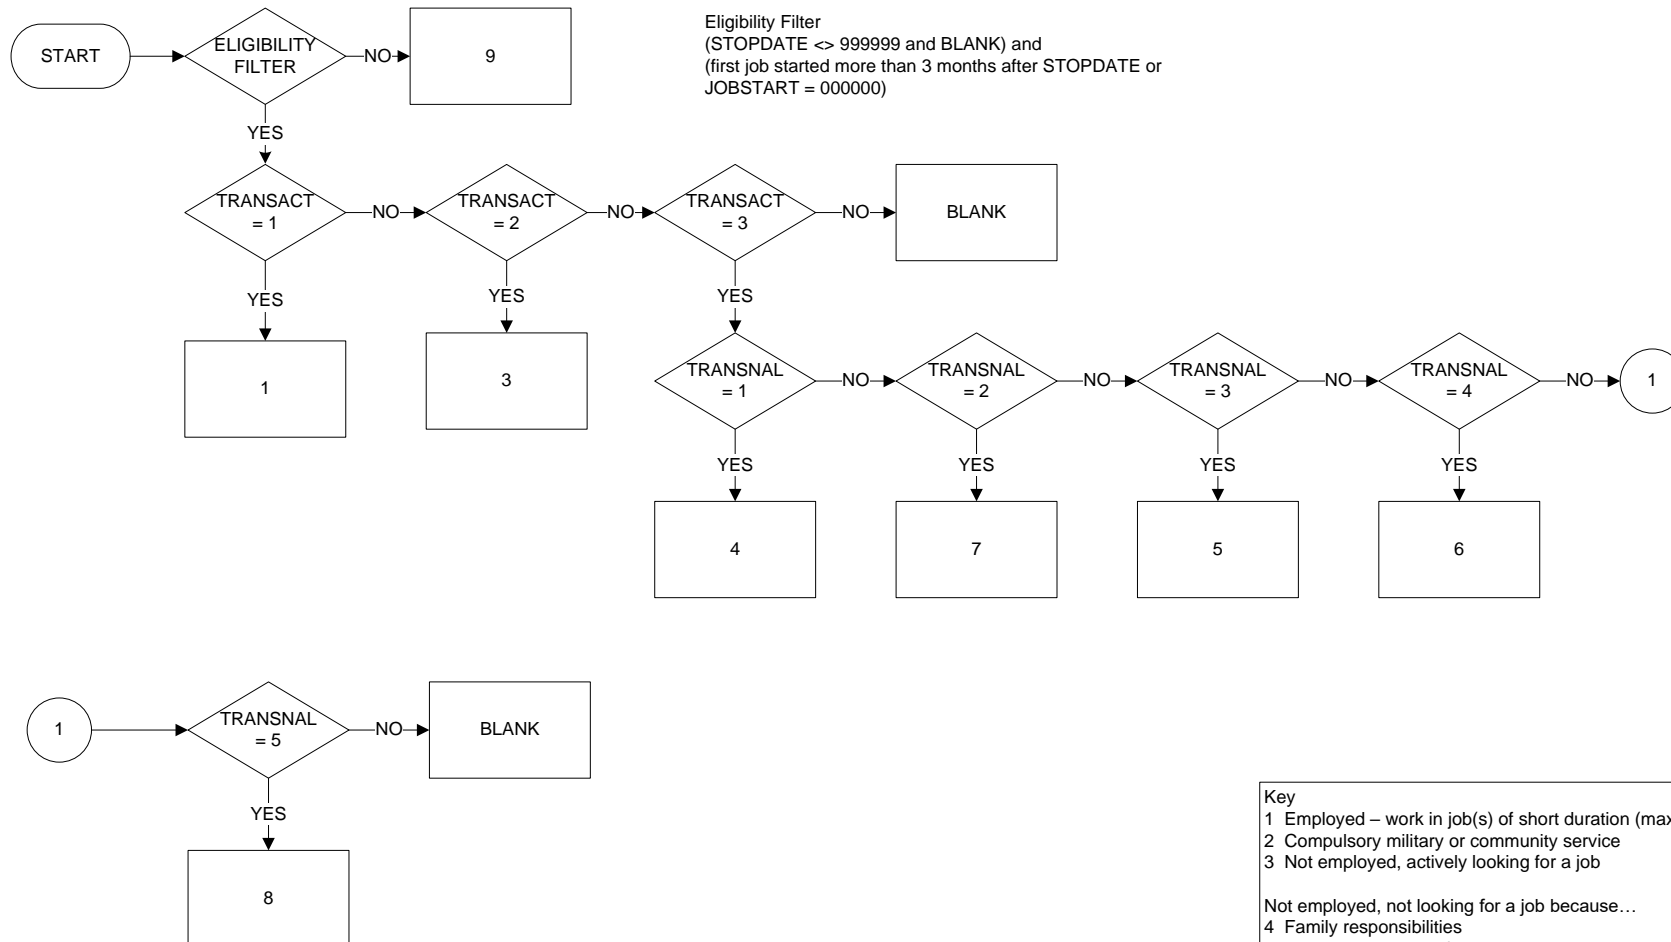 START
ELIGIBILITY
FILTER
NO
9
Eligibility Filter
(STOPDATE <> 999999 and BLANK) and
(first job started more than 3 months after STOPDATE or
JOBSTART = 000000)
YES
TRANSACT
= 1
NO
TRANSACT
= 2
NO
TRANSACT
= 3
NO
BLANK
YES
YES
YES
1
3
TRANSNAL
= 1
NO
TRANSNAL
= 2
NO
TRANSNAL
= 3
NO
TRANSNAL
= 4
NO
1
YES
YES
YES
YES
4
7
5
6
1
TRANSNAL
= 5
NO
BLANK
YES
8
Key
1 Employed – work in job(s) of short duration (max
2 Compulsory military or community service
3 Not employed, actively looking for a job
Not employed, not looking for a job because…
4 Family responsibilities